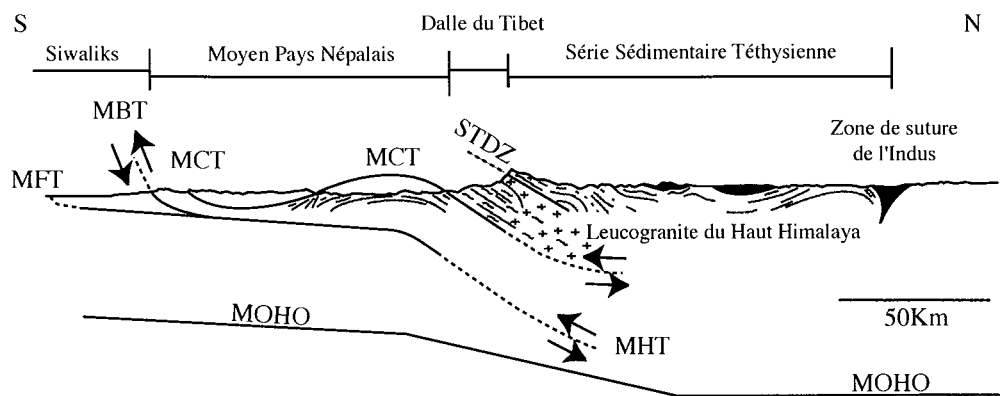 S
N
Dalle du Tibet
Siwaliks
Moyen Pays Népalais
Série Sédimentaire Téthysienne
MBT
STDZ
Zone de suture
de l'Indus
MCT
MCT
MFT
Leucogranite du Haut Himalaya
MOHO
50Km
MHT
MOHO